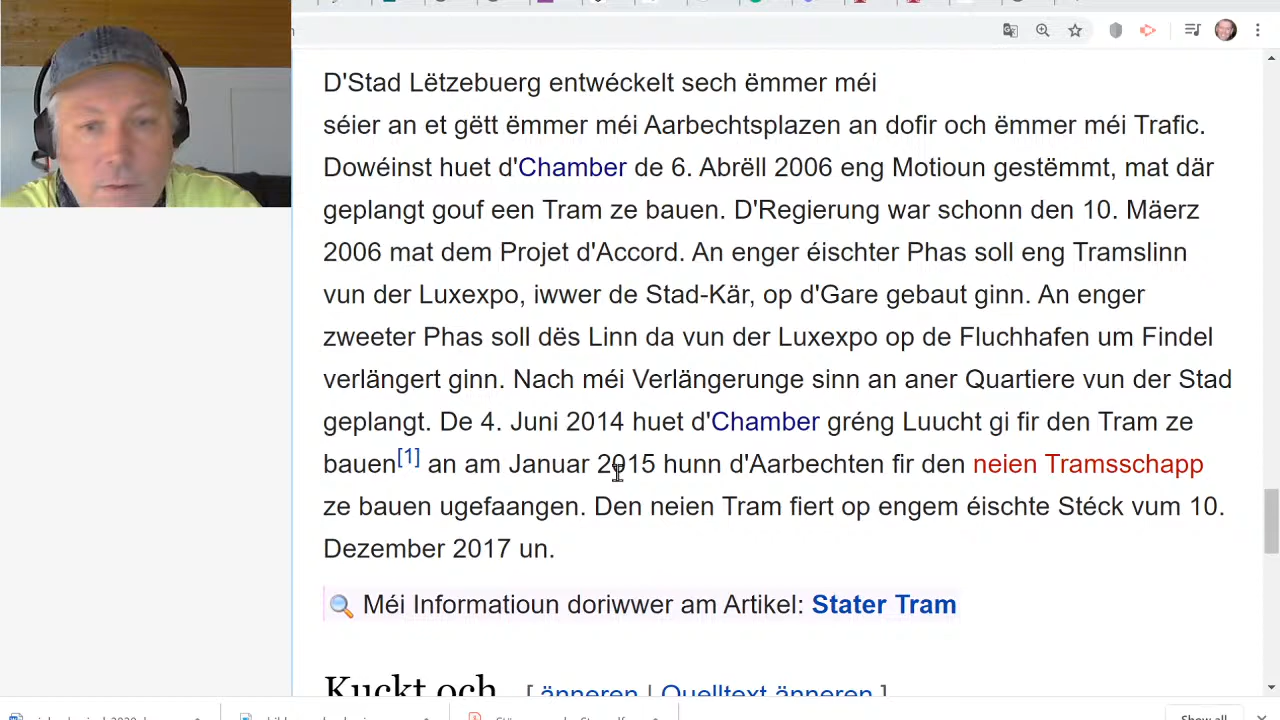 D'Stad Lëtzebuerg entwéckelt sech ëmmer méi
séier an et gëtt ëmmer méi Aarbechtsplazen an dofir och ëmmer méi Trafic.
Dowéinst huet d'Chamber de 6. Abrëll 2006 eng Motioun gestëmmt, mat där
geplangt gouf een Tram ze bauen. D'Regierung war schonn den 10. Mäerz
2006 mat dem Projet d'Accord. An enger éischter Phas soll eng Tramslinn
vun der Luxexpo, iwwer de Stad-Kär, op d'Gare gebaut ginn. An enger
zweeter Phas soll dës Linn da vun der Luxexpo op de Fluchhafen um Findel
verlängert ginn. Nach méi Verlängerunge sinn an aner Quartiere vun der Stad
geplangt. De 4. Juni 2014 huet d'Chamber gréng Luucht gi fir den Tram ze
bauen[1] an am Januar 2015 hunn d'Aarbechten fir den neien Tramsschapp
ze bauen ugefaangen. Den neien Tram fiert op engem éischte Stéck vum 10.
Dezember 2017 un.
Méi Informatioun doriwwer am Artikel: Stater Tram
Kuckt och [ änneren | Quelltext änneren ]
Show all